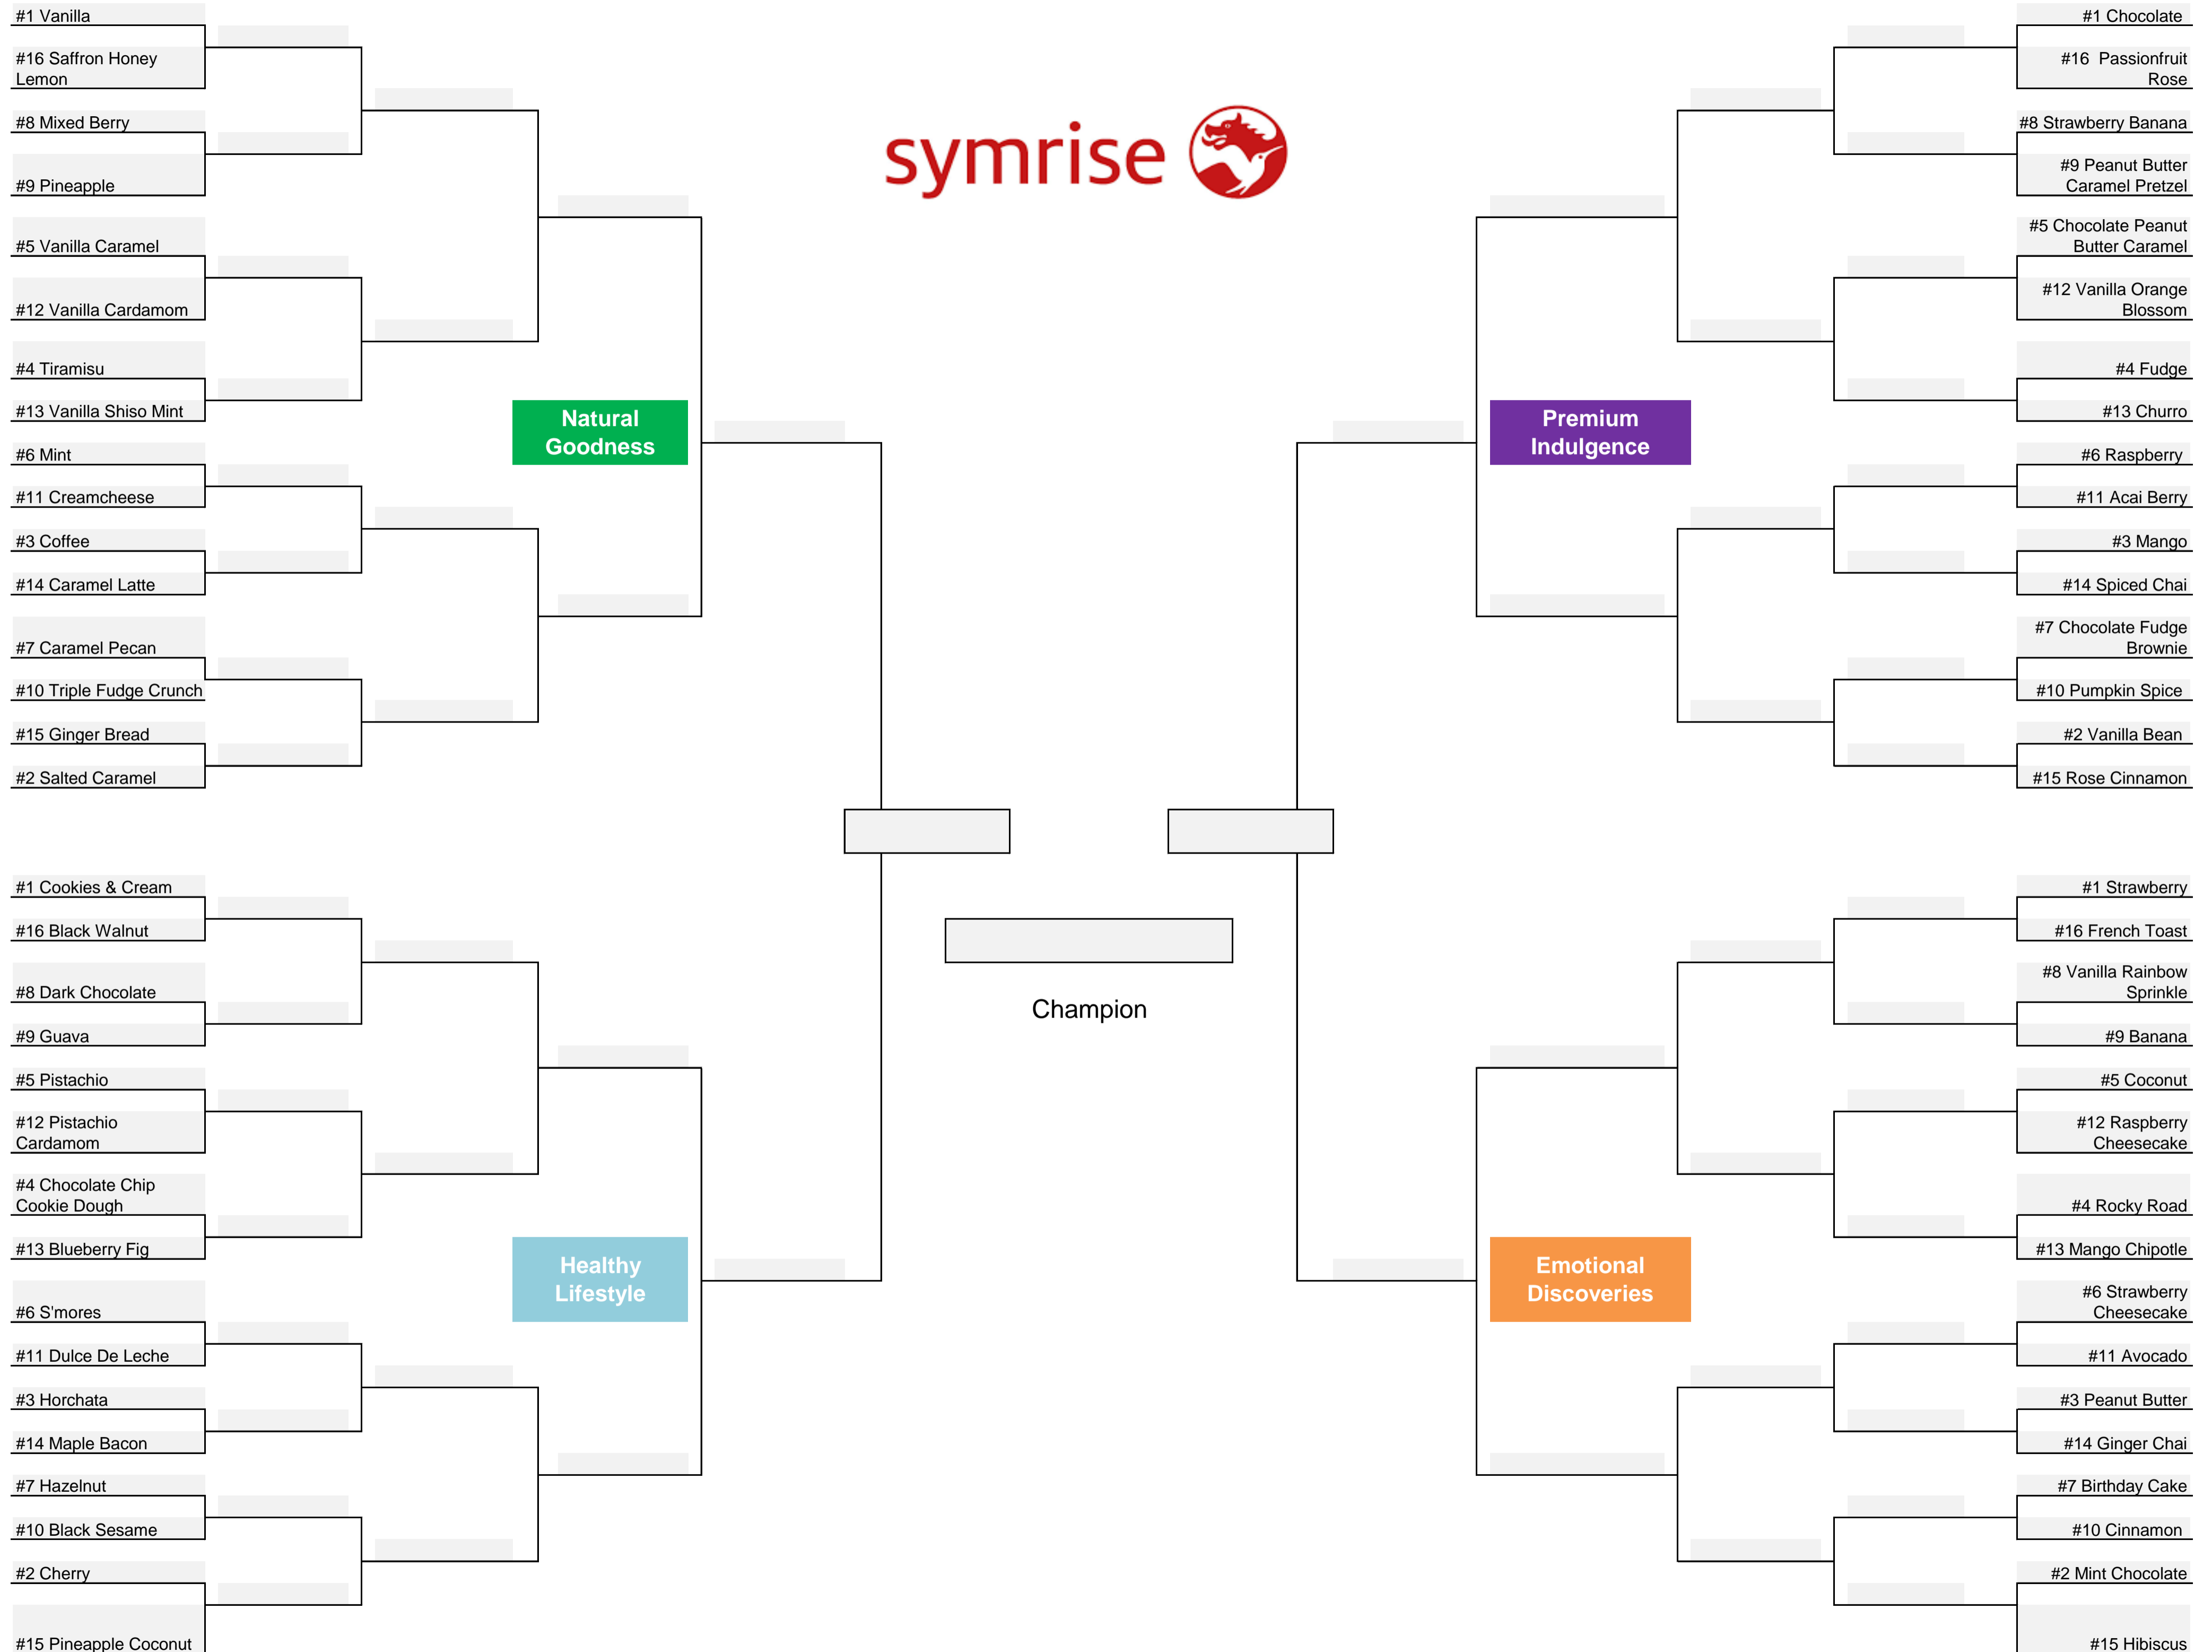 #1 Vanilla
#16 Saffron Honey
Lemon
#8 Mixed Berry
#9 Pineapple
#5 Vanilla Caramel
#12 Vanilla Cardamom
#4 Tiramisu
#13 Vanilla Shiso Mint
#6 Mint
#11 Creamcheese
#3 Coffee
#14 Caramel Latte
#7 Caramel Pecan
#10 Triple Fudge Crunch
#15 Ginger Bread
#2 Salted Caramel
Natural
Goodness
symrise
#1 Chocolate
#16  Passionfruit
Rose
#8 Strawberry Banana
#9 Peanut Butter
Caramel Pretzel
#5 Chocolate Peanut
Butter Caramel
#12 Vanilla Orange
Blossom
#4 Fudge
#13 Churro
#6 Raspberry
#11 Acai Berry
#3 Mango
#14 Spiced Chai
#7 Chocolate Fudge
Brownie
#10 Pumpkin Spice
#2 Vanilla Bean
#15 Rose Cinnamon
Premium
Indulgence
#1 Cookies & Cream
#16 Black Walnut
#8 Dark Chocolate
#9 Guava
#5 Pistachio
#12 Pistachio
Cardamom
#4 Chocolate Chip
Cookie Dough
#13 Blueberry Fig
#6 S'mores
#11 Dulce De Leche
#3 Horchata
#14 Maple Bacon
#7 Hazelnut
#10 Black Sesame
#2 Cherry
#15 Pineapple Coconut
Healthy
Lifestyle
Champion
#1 Strawberry
#16 French Toast
#8 Vanilla Rainbow
Sprinkle
#9 Banana
#5 Coconut
#12 Raspberry
Cheesecake
#4 Rocky Road
#13 Mango Chipotle
#6 Strawberry
Cheesecake
#11 Avocado
#3 Peanut Butter
#14 Ginger Chai
#7 Birthday Cake
#10 Cinnamon
#2 Mint Chocolate
#15 Hibiscus
Emotional
Discoveries